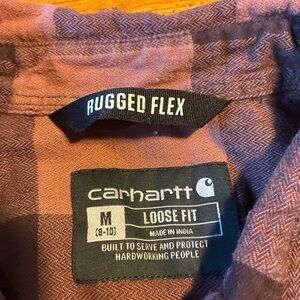 RUGGED FLEX
carhartt
M
(8-10)
LOOSE FIT
MADE IN INDIA
BUILT TO SERVE AND PROTECT
HARDWORKING PEOPLE